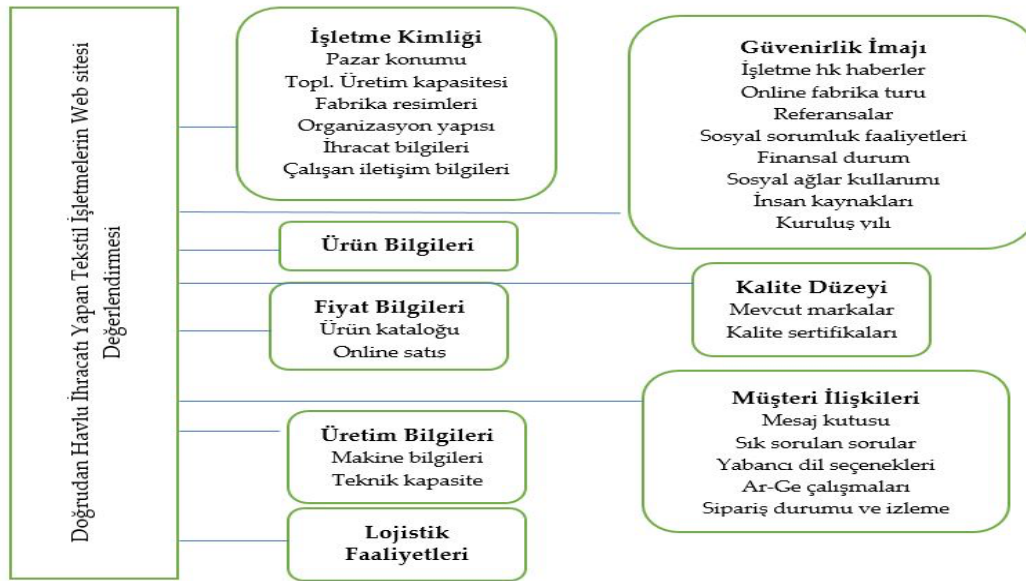 Doğrudan Havlu İhracatı Yapan Tekstil İşletmelerin Web sitesi
Değerlendirmesi
İşletme Kimliği
Pazar konumu
Topl. Üretim kapasitesi
Fabrika resimleri
Organizasyon yapısı
İhracat bilgileri
Çalışan iletişim bilgileri
Güvenirlik İmajı
İşletme hk haberler
Online fabrika turu
Referansalar
Sosyal sorumluk faaliyetleri
Finansal durum
Sosyal ağlar kullanımı
İnsan kaynakları
Kuruluş yılı
Ürün Bilgileri
Kalite Düzeyi
Mevcut markalar
Kalite sertifikaları
Fiyat Bilgileri
Ürün kataloğu
Online satıs
Müşteri İlişkileri
Mesaj kutusu
Sık sorulan sorular
Yabancı dil seçenekleri
Ar-Ge çalışmaları
Sipariş durumu ve izleme
Üretim Bilgileri
Makine bilgileri
Teknik kapasite
Lojistik
Faaliyetleri